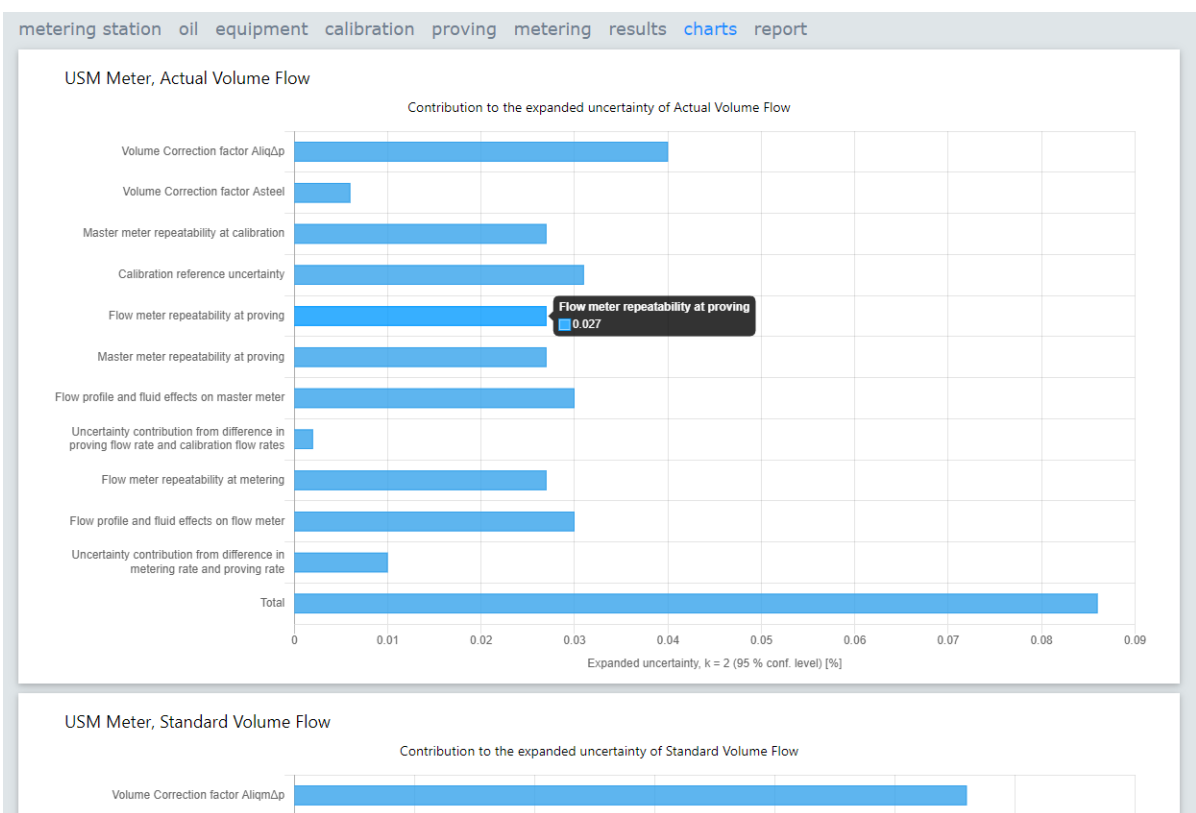 metering station oil equipment calibration proving metering results charts report
USM Meter, Actual Volume Flow
Contribution to the expanded uncertainty of Actual Volume Flow
Volume Correction factor AliqΔp
Volume Correction factor Asteel
Master meter repeatability at calibration
Calibration reference uncertainty
Flow meter repeatability at proving
Flow meter repeatability at proving
0.027
Master meter repeatability at proving
Flow profile and fluid effects on master meter
Uncertainty contribution from difference in
proving flow rate and calibration flow rates
Flow meter repeatability at metering
Flow profile and fluid effects on flow meter
Uncertainty contribution from difference in
metering rate and proving rate
Total
0 0.01 0.02 0.03 0.04 0.05 0.06 0.07 0.08 0.09
Expanded uncertainty, k = 2 (95 % conf. level) [%]
USM Meter, Standard Volume Flow
Contribution to the expanded uncertainty of Standard Volume Flow
Volume Correction factor AliqmΔp